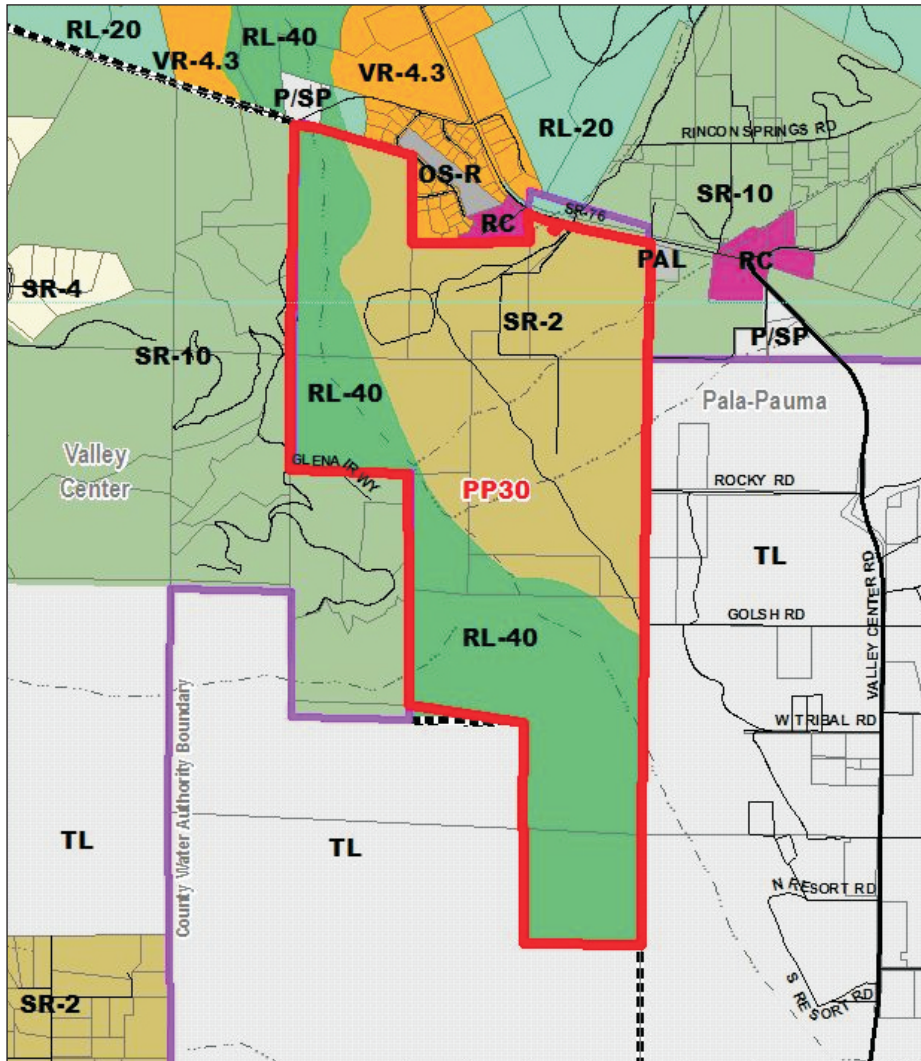 RL-20
RL-40
VR-4.3
VR-4.3
P/SP
RL-20
RINCON SPRINGS RD
OS-R
SR-10
RC
SR-76
PAL
RC
SR-4
SR-2
P/SP
SR-10
RL-40
Pala-Pauma
Valley
Center
GLENAIR WY
PP30
ROCKY RD
TL
GOLSH RD
RL-40
VALLEY CENTER RD
W TRIBAL RD
County Water Authority Boundary
TL
TL
N RESORT RD
S RESORT RD
SR-2